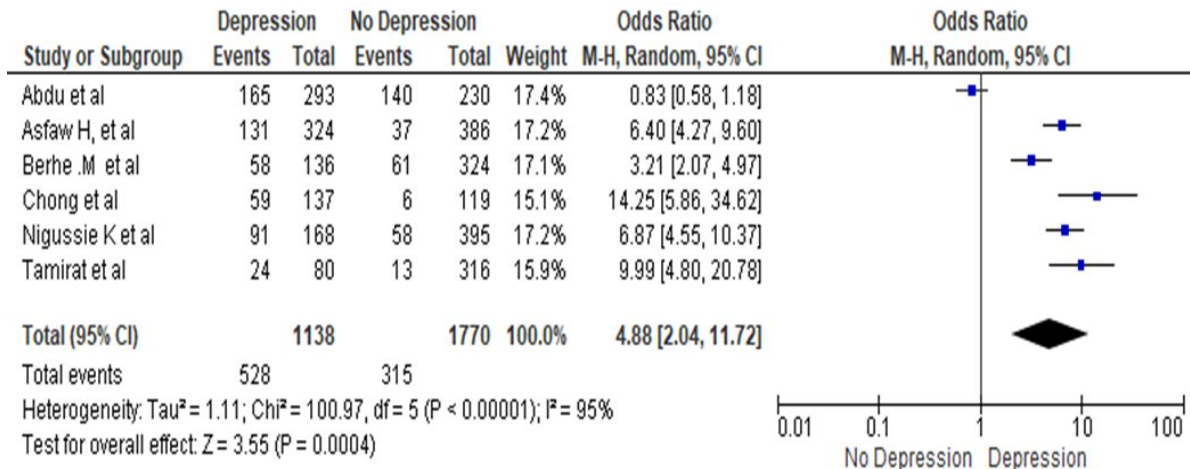 Depression No Depression Odds Ratio Odds Ratio
Study or Subgroup Events Total Events Total Weight M-H, Random, 95% CI M-H, Random, 95% CI
Abdu et al 165 293 140 230 17.4% 0.83 [0.58, 1.18]
Asfaw H, et al 131 324 37 386 17.2% 6.40 [4.27, 9.60]
Berhe .M et al 58 136 61 324 17.1% 3.21 [2.07, 4.97]
Chong et al 59 137 6 119 15.1% 14.25 [5.86, 34.62]
Nigussie K et al 91 168 58 395 17.2% 6.87 [4.55, 10.37]
Tamirat et al 24 80 13 316 15.9% 9.99 [4.80, 20.78]
Total (95% CI) 1138 1770 100.0% 4.88 [2.04, 11.72]
Total events 528 315
Heterogeneity: Tau² = 1.11; Chi² = 100.97, df = 5 (P < 0.00001); I² = 95%
Test for overall effect: Z = 3.55 (P = 0.0004)
0.01 0.1 1 10 100
No Depression Depression